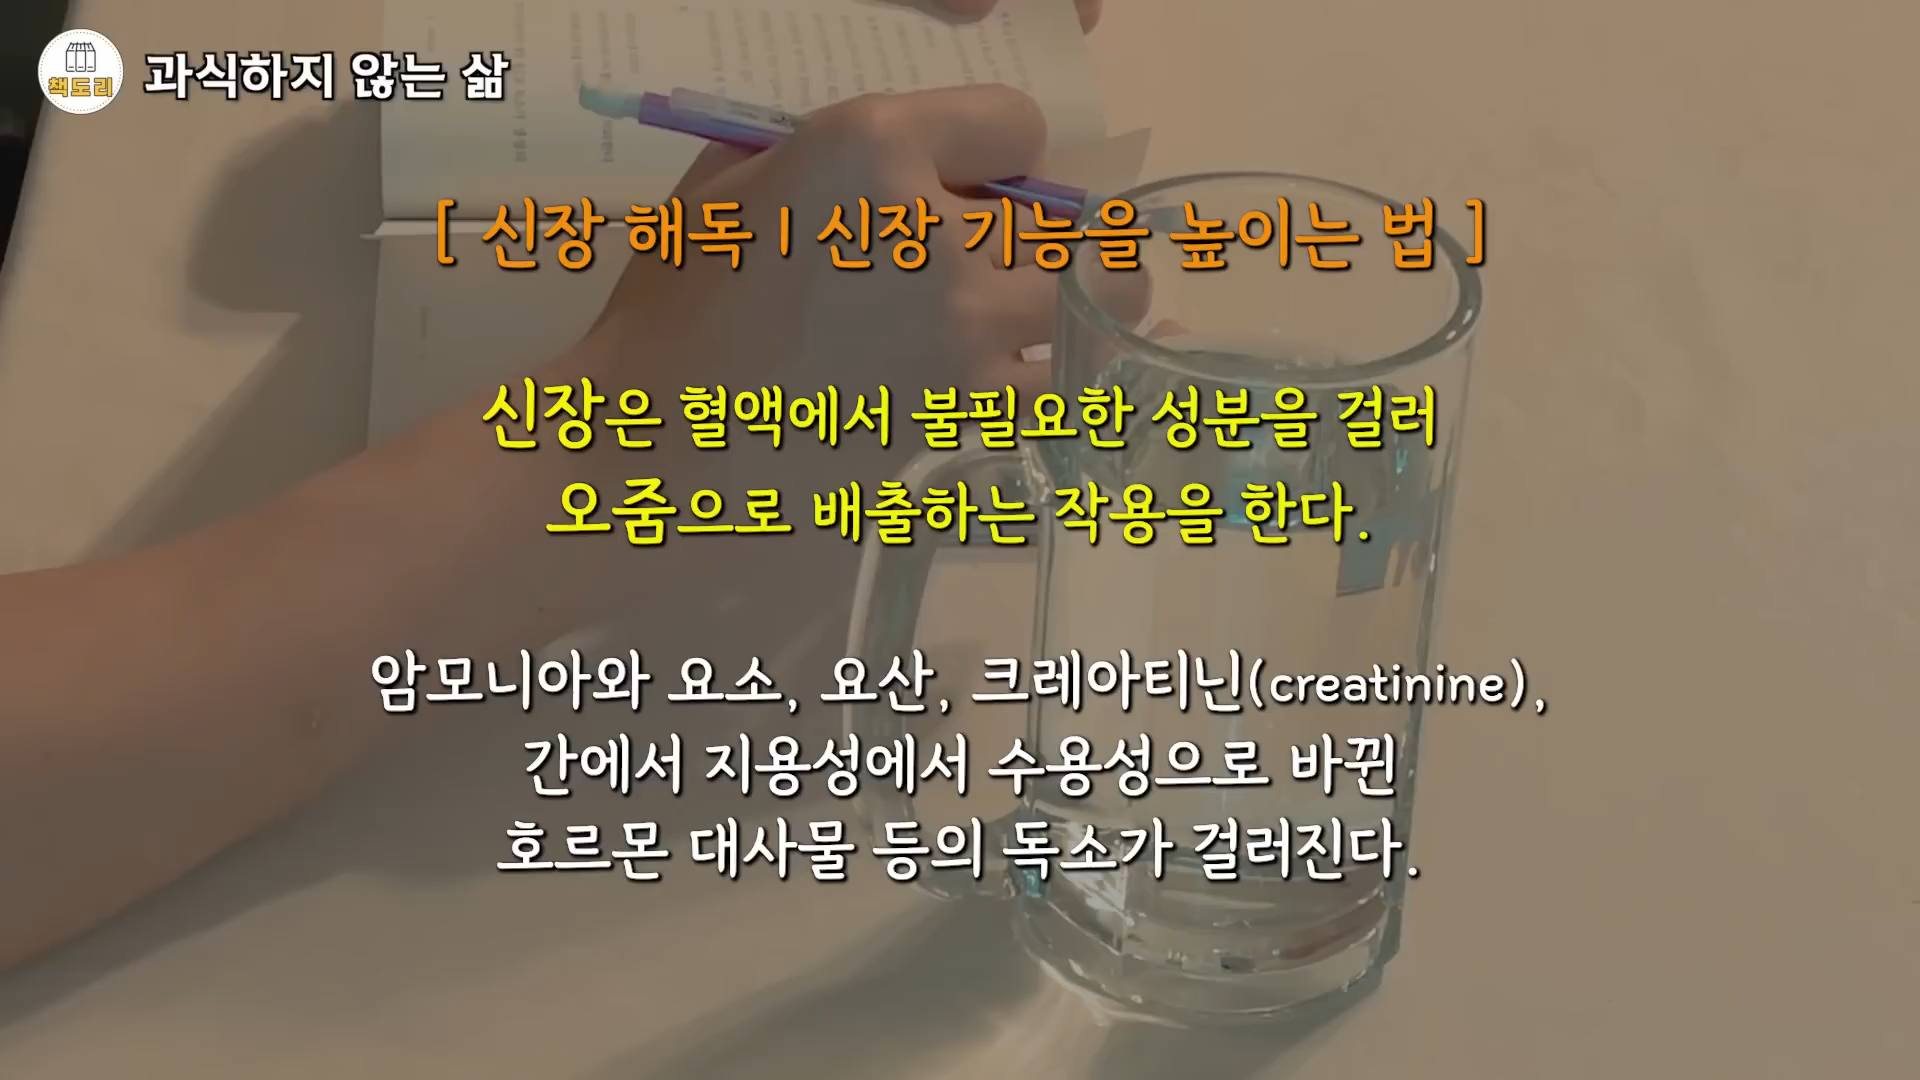 책도리
과식하지 않는 삶
[ 신장 해독 | 신장 기능을 높이는 법 ]
신장은 혈액에서 불필요한 성분을 걸러
오줌으로 배출하는 작용을 한다.
암모니아와 요소, 요산, 크레아티닌(creatinine),
간에서 지용성에서 수용성으로 바뀐
호르몬 대사물 등의 독소가 걸러진다.